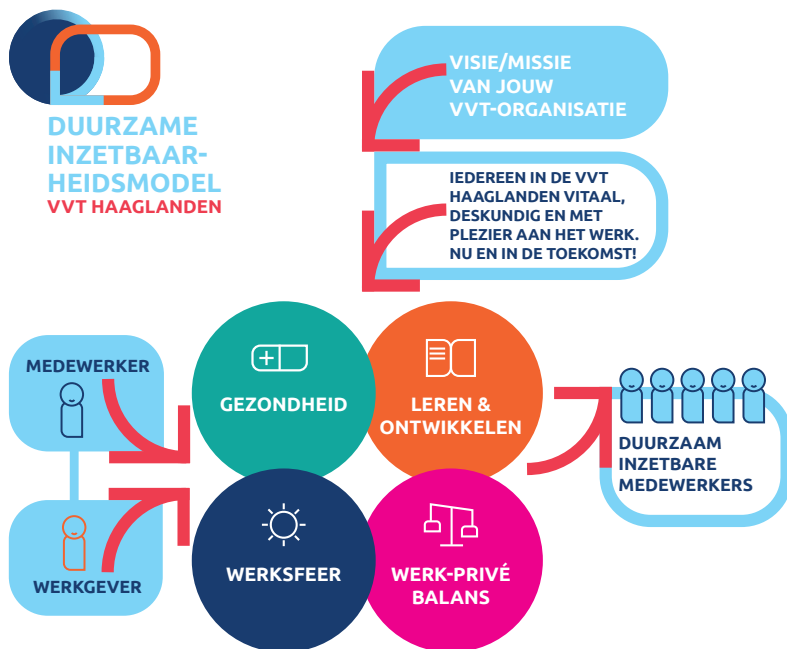 DUURZAME
INZETBAAR-
HEIDSMODEL
VVT HAAGLANDEN
VISIE/MISSIE
VAN JOUW
VVT-ORGANISATIE
IEDEREEN IN DE VVT
HAAGLANDEN VITAAL,
DESKUNDIG EN MET
PLEZIER AAN HET WERK.
NU EN IN DE TOEKOMST!
MEDEWERKER
WERKGEVER
GEZONDHEID
LEREN &
ONTWIKKELEN
WERKSFEER
WERK-PRIVÉ
BALANS
DUURZAAM
INZETBARE
MEDEWERKERS